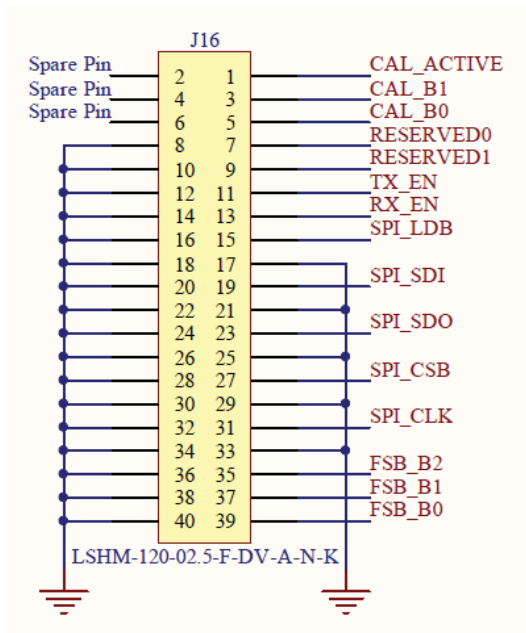 J16
Spare Pin 2 1 CAL_ACTIVE
Spare Pin 4 3 CAL_B1
Spare Pin 6 5 CAL_B0
8 7 RESERVED0
10 9 RESERVED1
12 11 TX_EN
14 13 RX_EN
16 15 SPI_LDB
18 17
20 19 SPI_SDI
22 21
24 23 SPI_SDO
26 25
28 27 SPI_CSB
30 29
32 31 SPI_CLK
34 33
36 35 FSB_B2
38 37 FSB_B1
40 39 FSB_B0
LSHM-120-02.5-F-DV-A-N-K